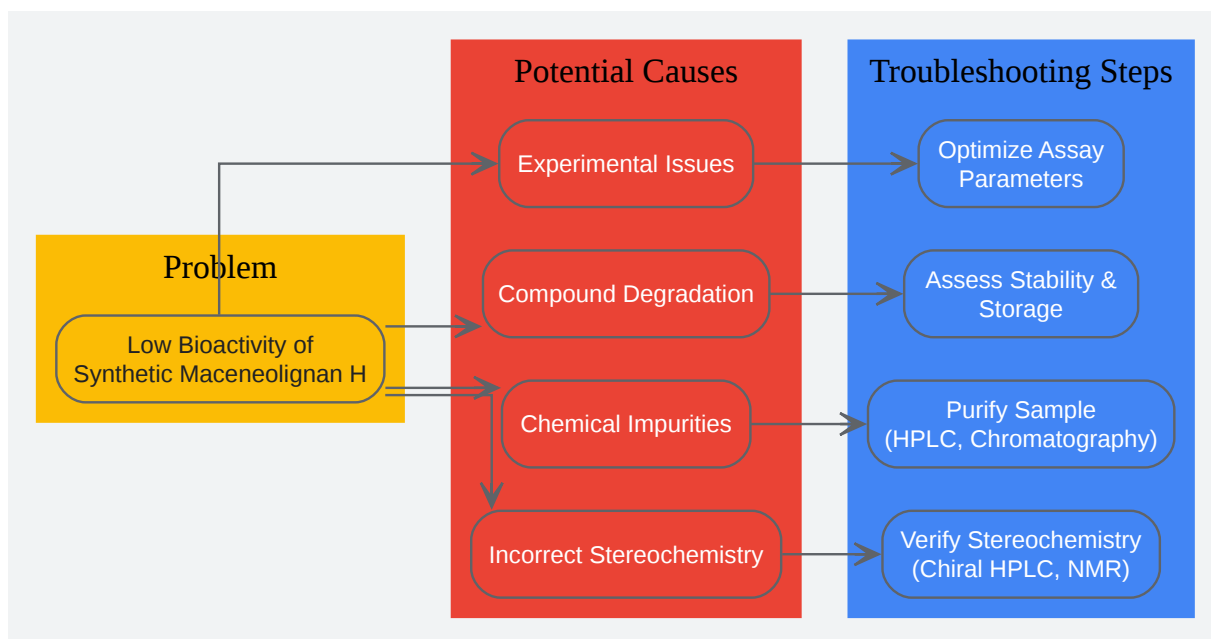 Problem
Low Bioactivity of
Synthetic Maceneolignan H
Potential Causes
Experimental Issues
Compound Degradation
Chemical Impurities
Incorrect Stereochemistry
Troubleshooting Steps
Optimize Assay
Parameters
Assess Stability &
Storage
Purify Sample
(HPLC, Chromatography)
Verify Stereochemistry
(Chiral HPLC, NMR)